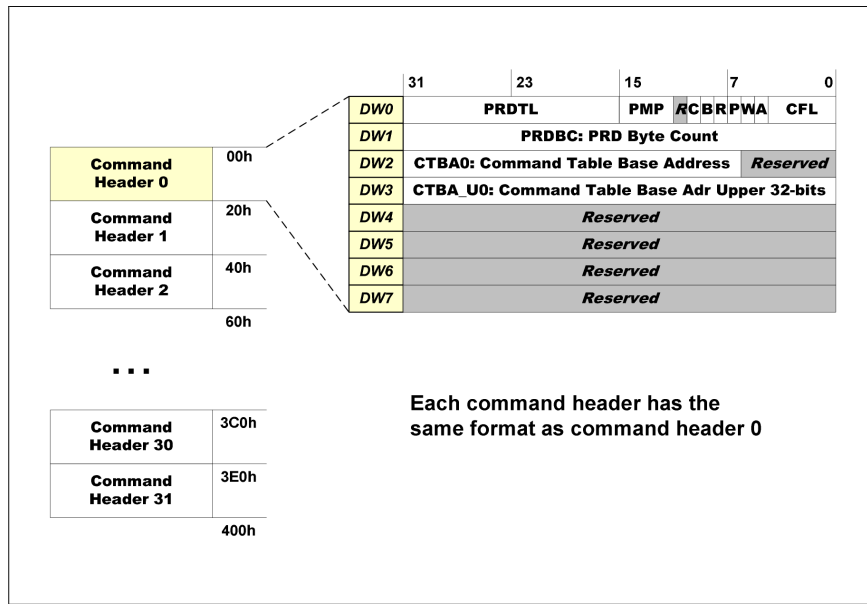 31 23 15 7 0
DW0 PRDTL PMP R C B R P W A CFL
DW1 PRDBC: PRD Byte Count
DW2 CTBA0: Command Table Base Address Reserved
DW3 CTBA_U0: Command Table Base Adr Upper 32-bits
DW4 Reserved
DW5 Reserved
DW6 Reserved
DW7 Reserved
Command
Header 0
00h
Command
Header 1
20h
Command
Header 2
40h
60h
...
Command
Header 30
3C0h
Command
Header 31
3E0h
400h
Each command header has the
same format as command header 0